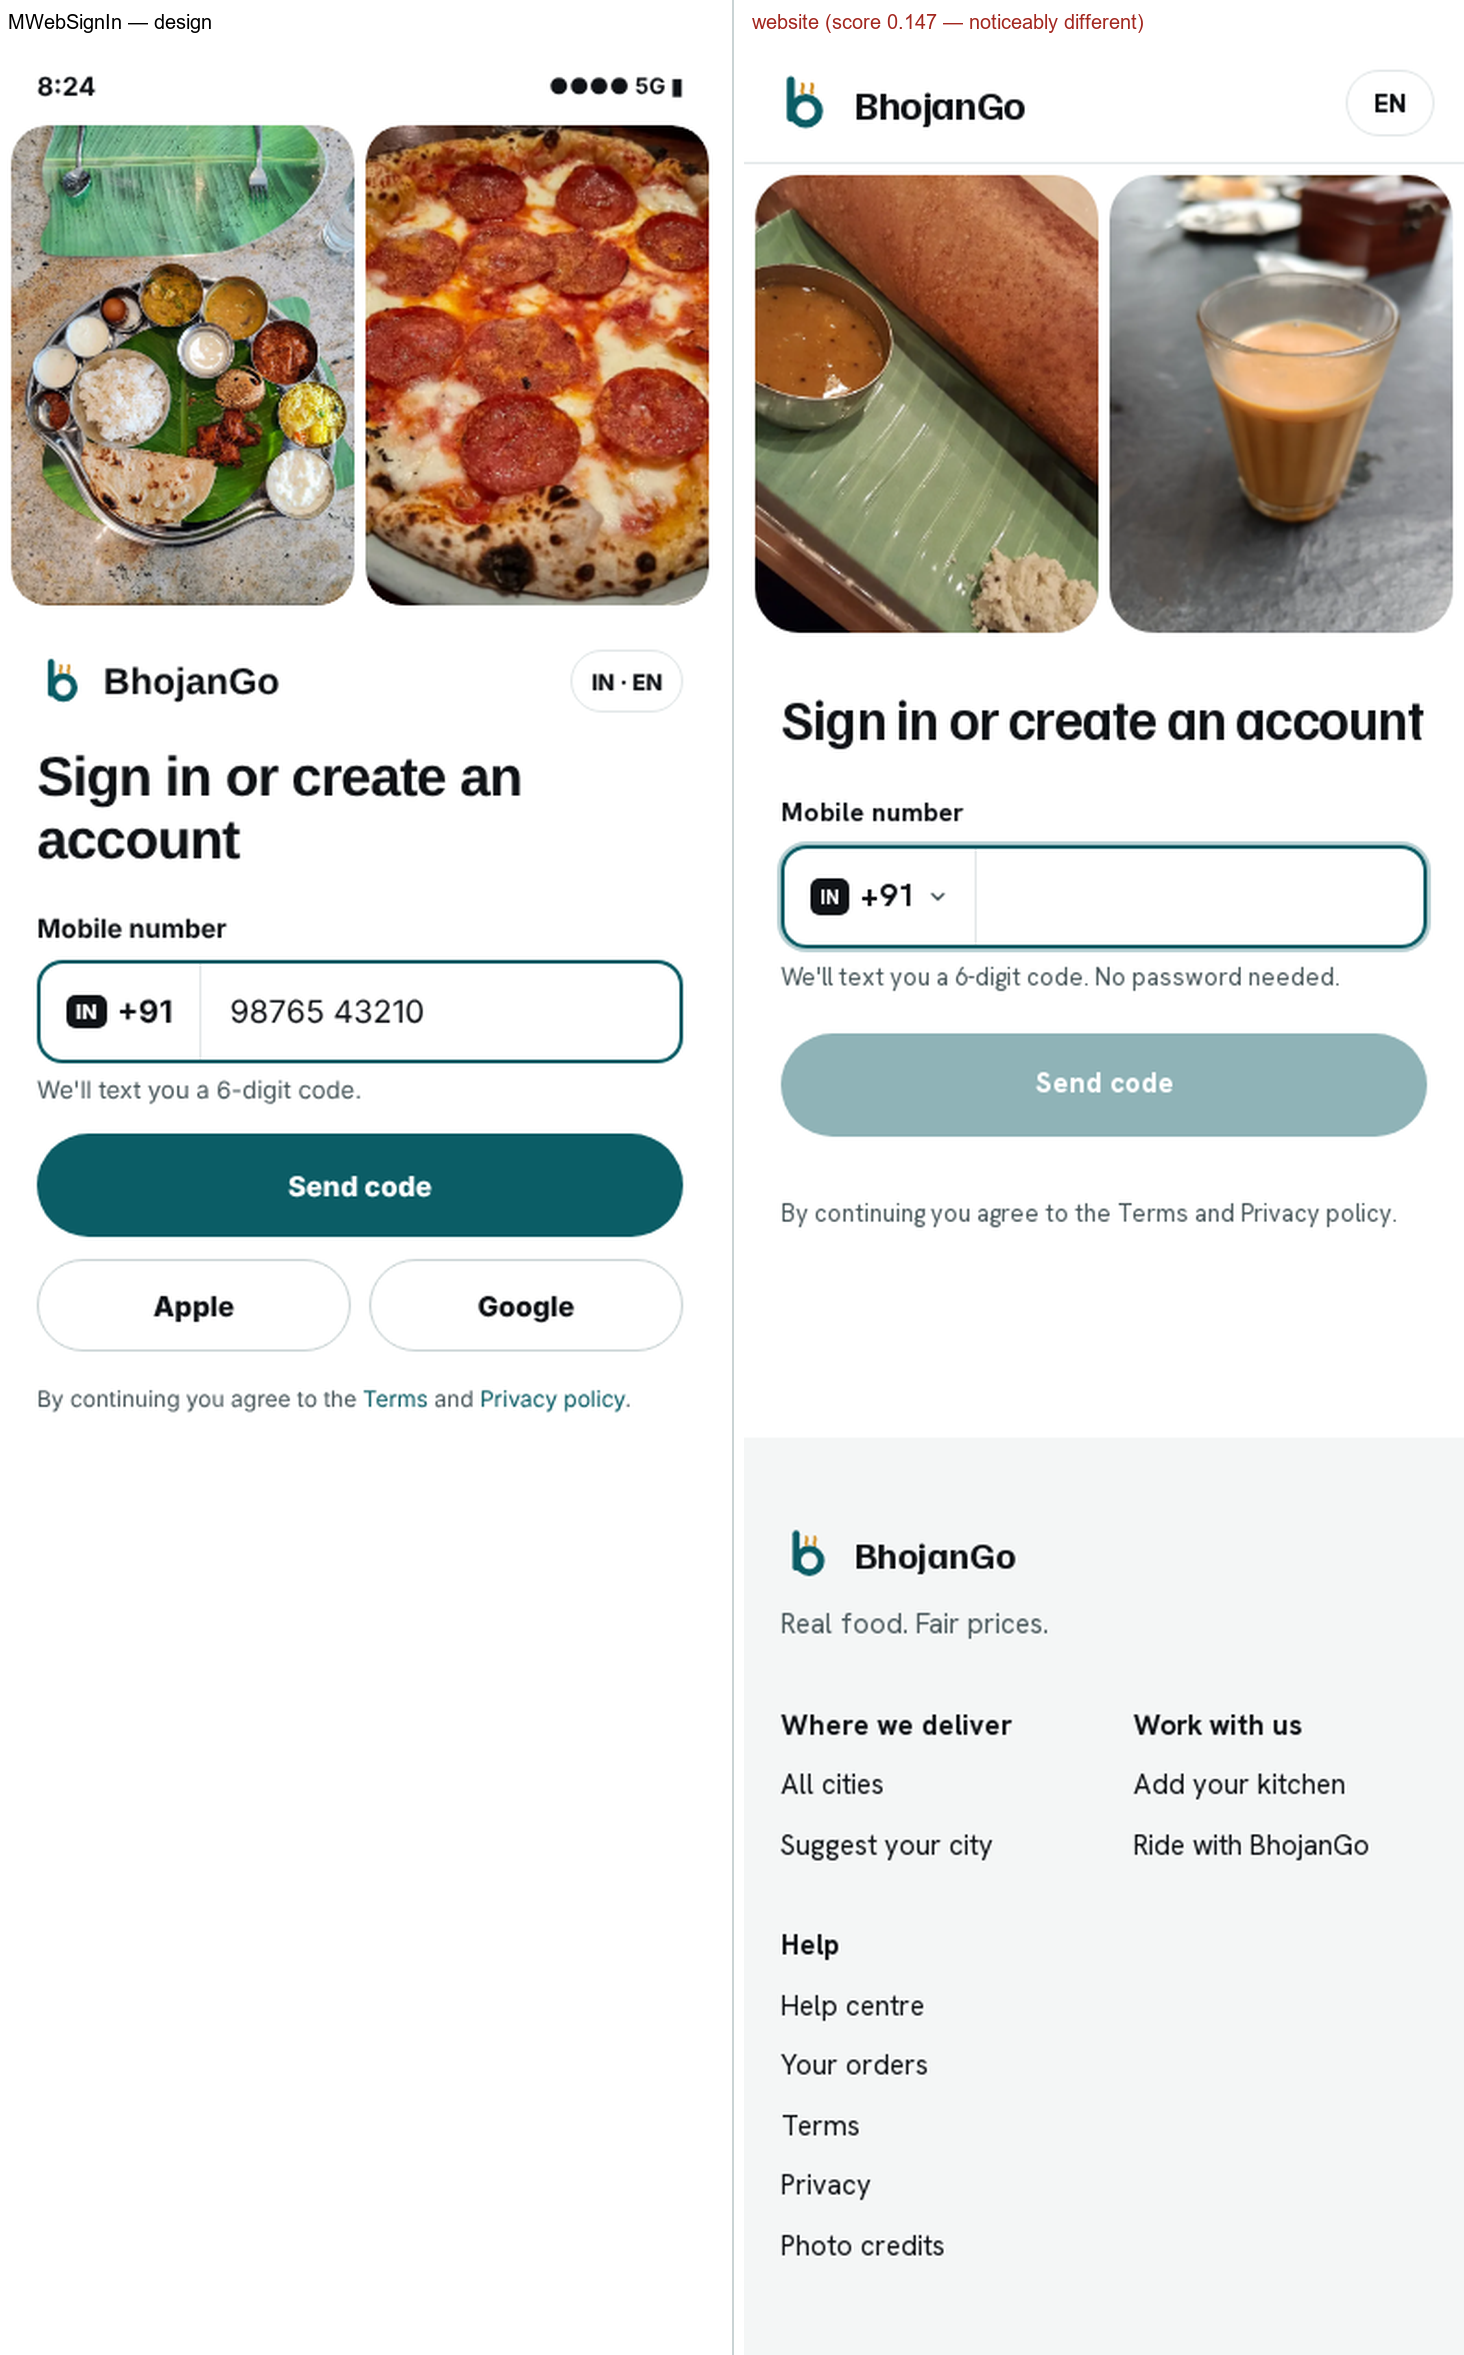 MWebSignIn — design
8:24
5G
BhojanGo
IN · EN
Sign in or create an
account
Mobile number
IN +91 98765 43210
We'll text you a 6-digit code.
Send code
Apple
Google
By continuing you agree to the Terms and Privacy policy.
website (score 0.147 — noticeably different)
BhojanGo
EN
Sign in or create an account
Mobile number
IN +91
We'll text you a 6-digit code. No password needed.
Send code
By continuing you agree to the Terms and Privacy policy.
BhojanGo
Real food. Fair prices.
Where we deliver
All cities
Suggest your city
Work with us
Add your kitchen
Ride with BhojanGo
Help
Help centre
Your orders
Terms
Privacy
Photo credits